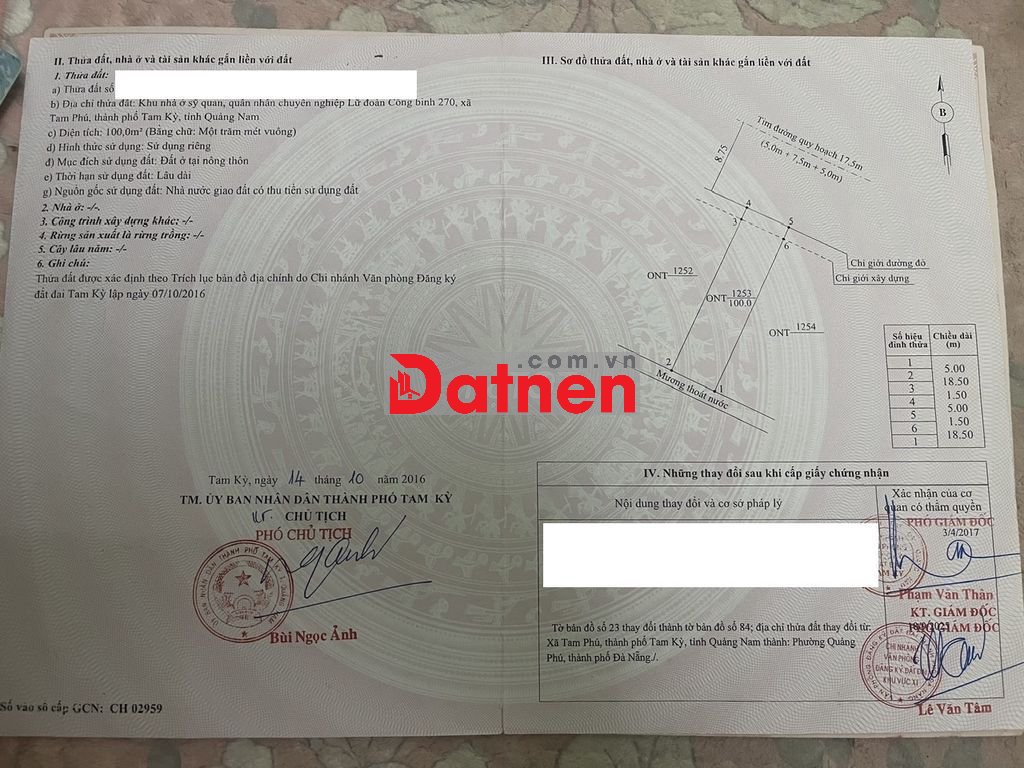 II. Thửa đất, nhà ở và tài sản khác gắn liền với đất
1. Thửa đất:
a) Thửa đất số
b) Địa chỉ thửa đất: Khu nhà ở sỹ quan, quân nhân chuyên nghiệp Lữ đoàn Công binh 270, xã
Tam Phú, thành phố Tam Kỳ, tỉnh Quảng Nam
c) Diện tích: 100,0m² (Bằng chữ: Một trăm mét vuông)
d) Hình thức sử dụng: Sử dụng riêng
đ) Mục đích sử dụng đất: Đất ở tại nông thôn
e) Thời hạn sử dụng đất: Lâu dài
g) Nguồn gốc sử dụng đất: Nhà nước giao đất có thu tiền sử dụng đất
2. Nhà ở: -/-.
3. Công trình xây dựng khác: -/-
4. Rừng sản xuất là rừng trồng: -/-
5. Cây lâu năm: -/-
6. Ghi chú:
Thửa đất được xác định theo Trích lục bản đồ địa chính do Chi nhánh Văn phòng Đăng ký
đất đai Tam Kỳ lập ngày 07/10/2016
Tam Kỳ, ngày 14 tháng 10 năm 2016
TM. ỦY BAN NHÂN DÂN THÀNH PHỐ TAM KỲ
KT. CHỦ TỊCH
PHÓ CHỦ TỊCH
Bùi Ngọc Ảnh
Số vào sổ cấp GCN: CH 02959
III. Sơ đồ thửa đất, nhà ở và tài sản khác gắn liền với đất
B
Tim đường quy hoạch 17.5m
(5,0m + 7,5m + 5,0m)
8.75
4
3
5
6
Chỉ giới đường đỏ
Chỉ giới xây dựng
ONT 1252
ONT 1253
100.0
ONT 1254
2
1
Mương thoát nước
Số hiệu đỉnh thửa
Chiều dài (m)
1
5.00
2
18.50
3
1.50
4
5.00
5
1.50
6
18.50
1
Datnen.com.vn
IV. Những thay đổi sau khi cấp giấy chứng nhận
Nội dung thay đổi và cơ sở pháp lý
Xác nhận của cơ
quan có thẩm quyền
PHÓ GIÁM ĐỐC
3/4/2017
Phạm Văn Thân
KT. GIÁM ĐỐC
GIÁM ĐỐC
Tờ bản đồ số 23 thay đổi thành tờ bản đồ số 84; địa chỉ thửa đất thay đổi từ:
Xã Tam Phú, thành phố Tam Kỳ, tỉnh Quảng Nam thành: Phường Quảng
Phú, thành phố Đà Nẵng./.
CHI NHÁNH
VĂN PHÒNG
ĐĂNG KÝ ĐẤT ĐAI
KHU VỰC XI
Lê Văn Tâm